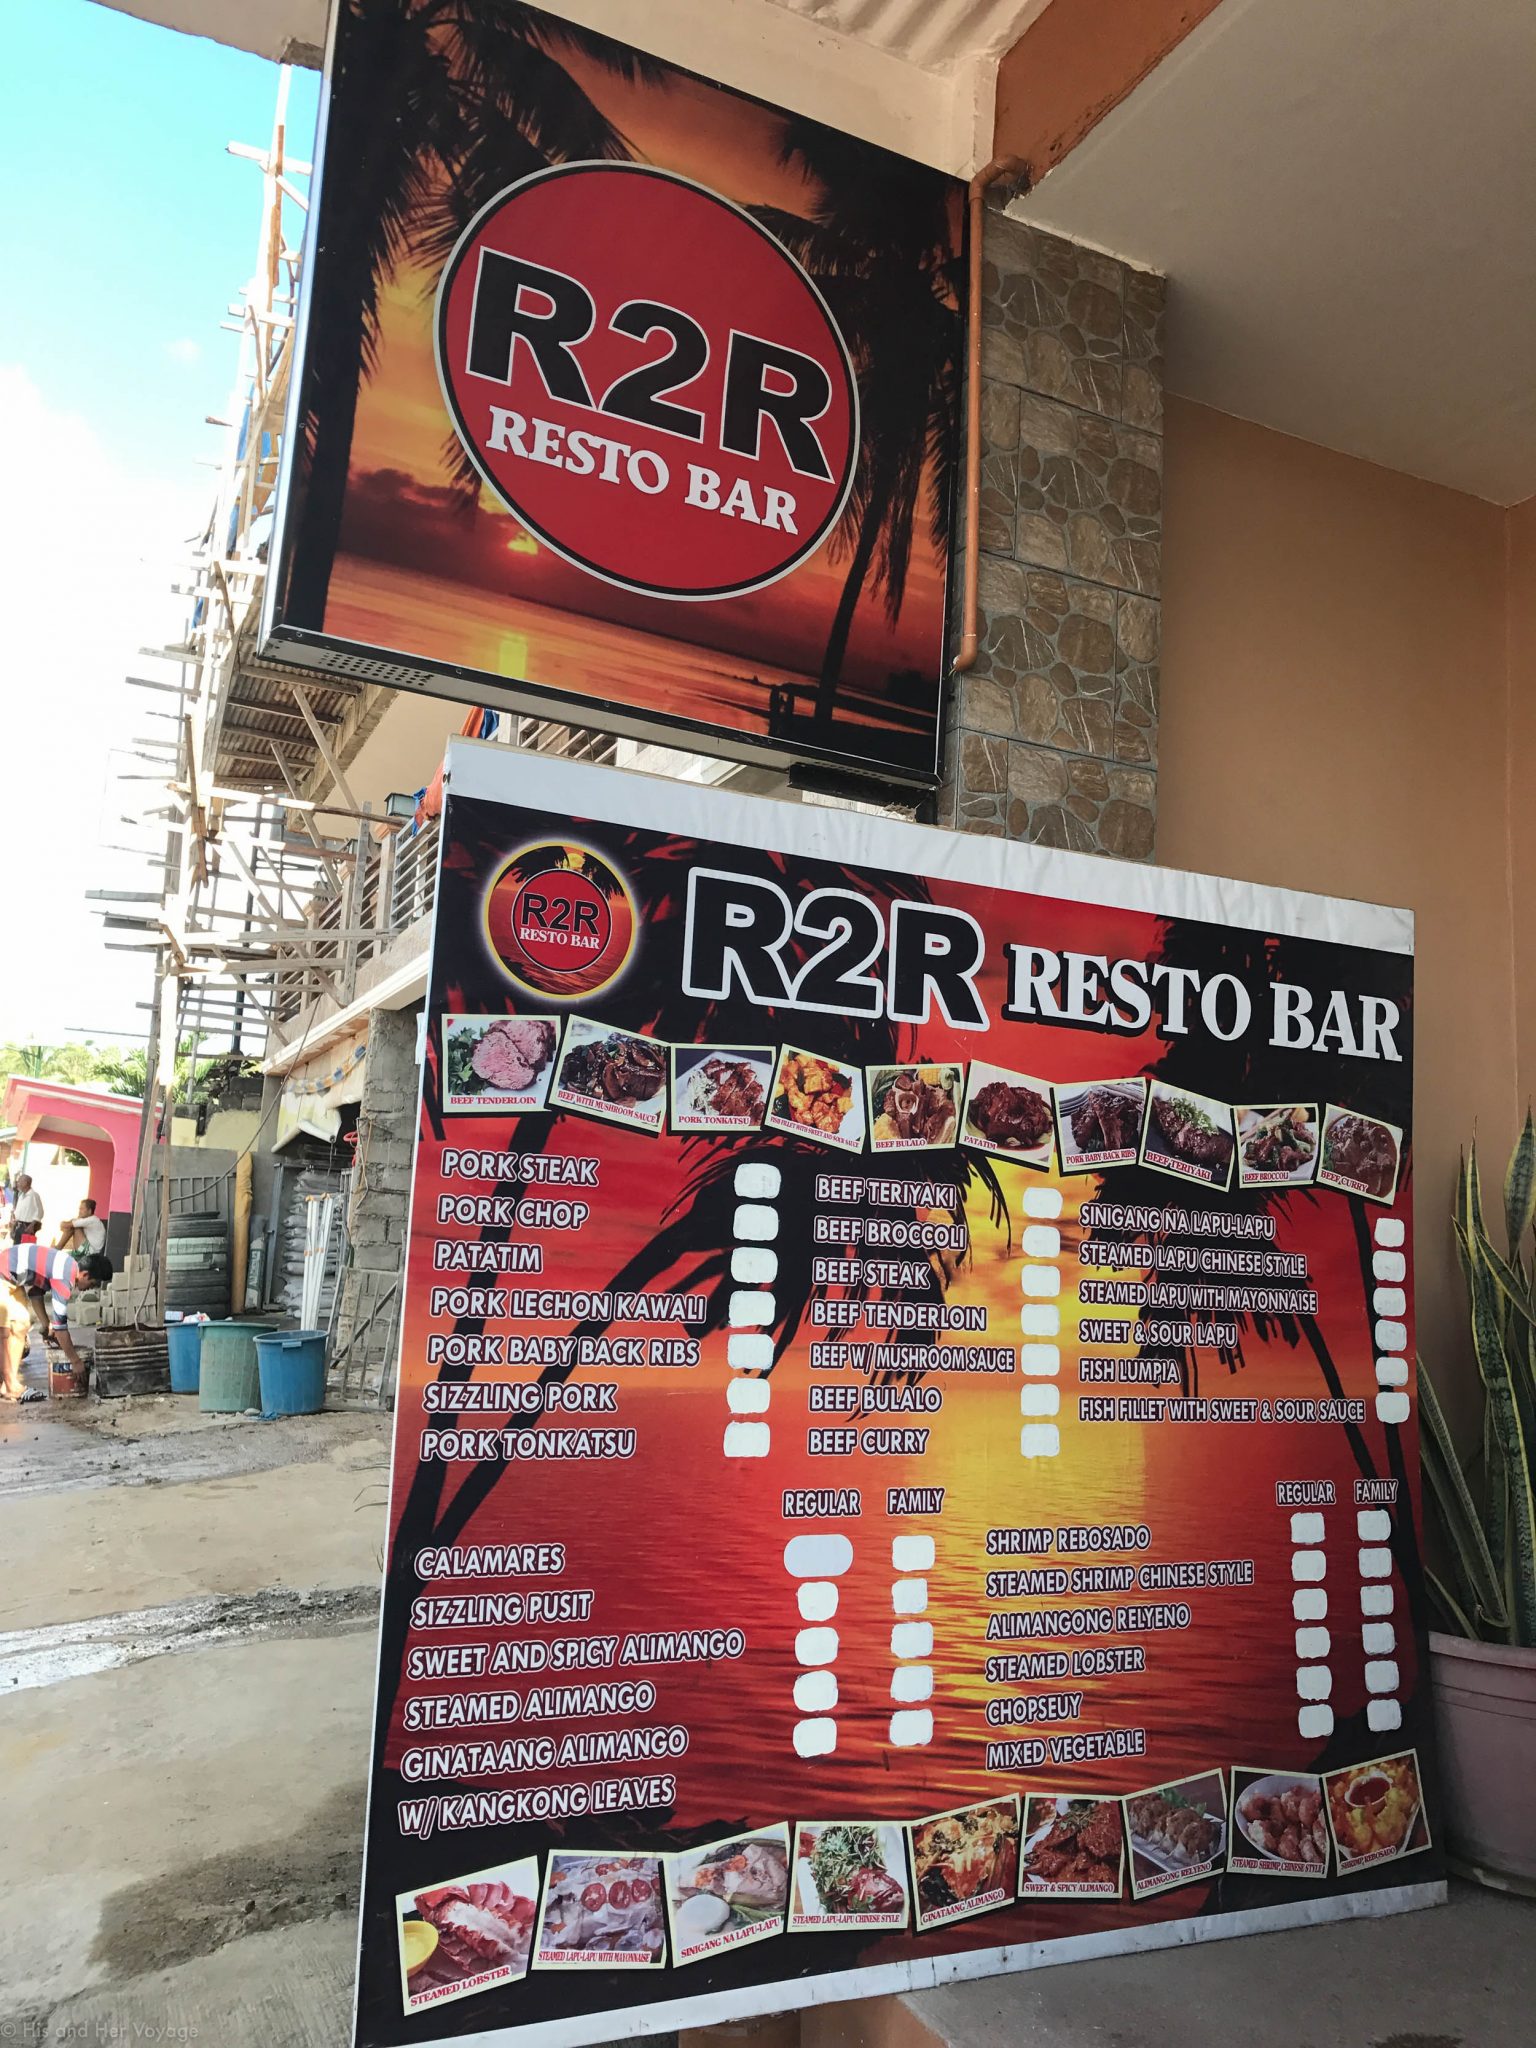 R2R
RESTO BAR
R2R
RESTO BAR
R2R RESTO BAR
BEEF TENDERLOIN
BEEF WITH MUSHROOM SAUCE
PORK TONKATSU
FISH FILLET WITH SWEET AND SOUR SAUCE
BEEF BULALO
PATATIM
PORK BABY BACK RIBS
BEEF TERIYAKI
BEEF BROCCOLI
BEEF CURRY
PORK STEAK
PORK CHOP
PATATIM
PORK LECHON KAWALI
PORK BABY BACK RIBS
SIZZLING PORK
PORK TONKATSU
BEEF TERIYAKI
BEEF BROCCOLI
BEEF STEAK
BEEF TENDERLOIN
BEEF W/ MUSHROOM SAUCE
BEEF BULALO
BEEF CURRY
SINIGANG NA LAPU-LAPU
STEAMED LAPU CHINESE STYLE
STEAMED LAPU WITH MAYONNAISE
SWEET & SOUR LAPU
FISH LUMPIA
FISH FILLET WITH SWEET & SOUR SAUCE
REGULAR FAMILY
CALAMARES
SIZZLING PUSIT
SWEET AND SPICY ALIMANGO
STEAMED ALIMANGO
GINATAANG ALIMANGO
W/ KANGKONG LEAVES
REGULAR FAMILY
SHRIMP REBOSADO
STEAMED SHRIMP CHINESE STYLE
ALIMANGONG RELYENO
STEAMED LOBSTER
CHOPSEUY
MIXED VEGETABLE
STEAMED LOBSTER
STEAMED LAPU-LAPU WITH MAYONNAISE
SINIGANG NA LAPU-LAPU
STEAMED LAPU-LAPU CHINESE STYLE
GINATAANG ALIMANGO
SWEET & SPICY ALIMANGO
ALIMANGONG RELYENO
STEAMED SHRIMP, CHINESE STYLE
SHRIMP REBOSADO
© His and Her Voyage